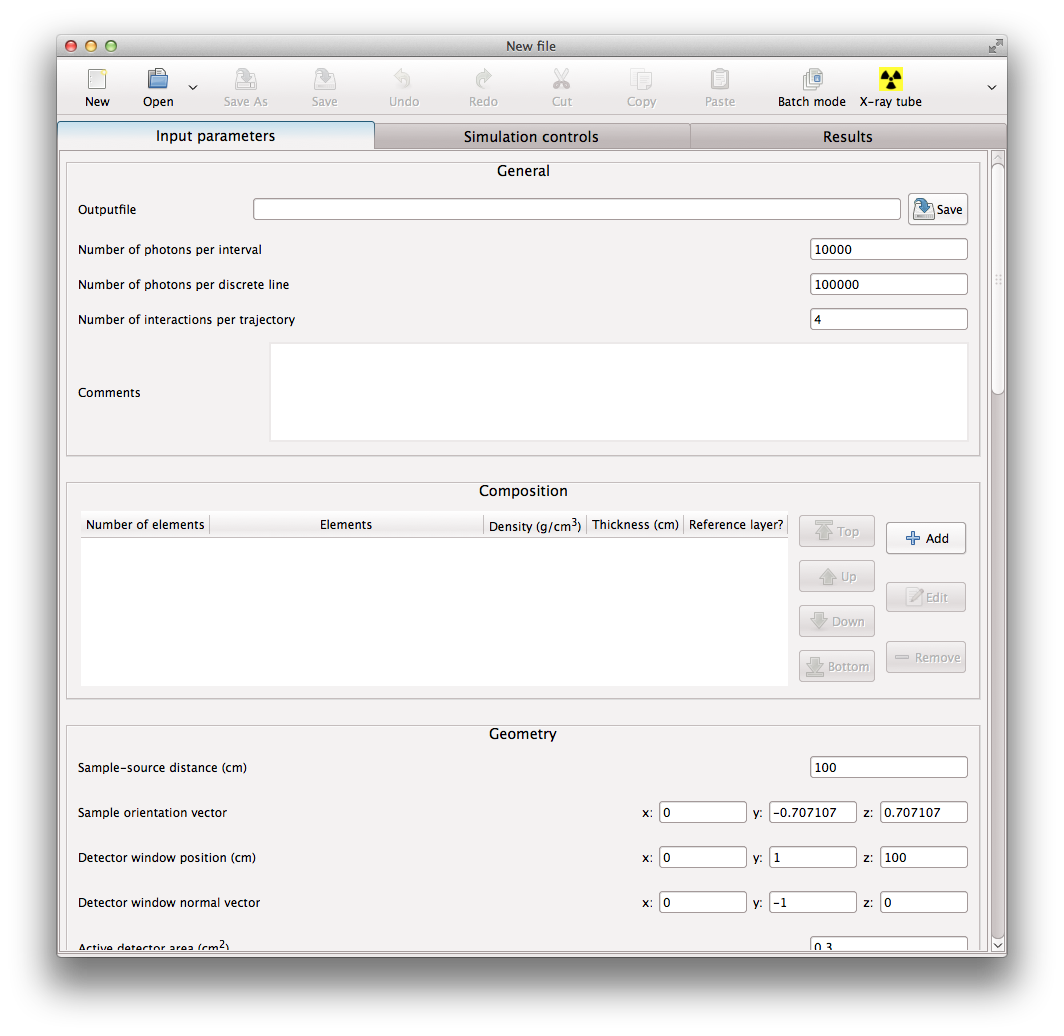 New file
New Open Save As Save Undo Redo Cut Copy Paste Batch mode X-ray tube
Input parameters Simulation controls Results
General
Outputfile Save
Number of photons per interval 10000
Number of photons per discrete line 100000
Number of interactions per trajectory 4
Comments
Composition
Number of elements Elements Density (g/cm³) Thickness (cm) Reference layer?
Top Add
Up Edit
Down
Bottom Remove
Geometry
Sample-source distance (cm) 100
Sample orientation vector x: 0 y: -0.707107 z: 0.707107
Detector window position (cm) x: 0 y: 1 z: 100
Detector window normal vector x: 0 y: -1 z: 0
Active detector area (cm²) 0.3